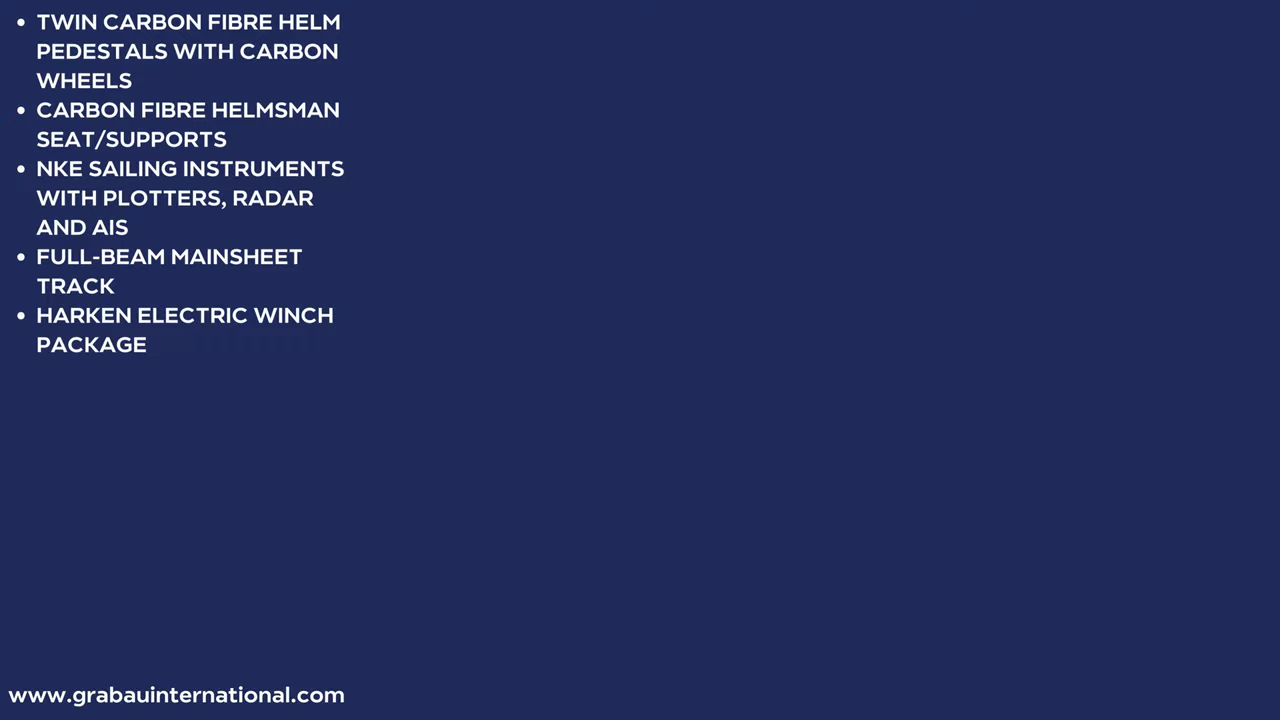 • TWIN CARBON FIBRE HELM
PEDESTALS WITH CARBON
WHEELS
• CARBON FIBRE HELMSMAN
SEAT/SUPPORTS
• NKE SAILING INSTRUMENTS
WITH PLOTTERS, RADAR
AND AIS
• FULL-BEAM MAINSHEET
TRACK
• HARKEN ELECTRIC WINCH
PACKAGE
www.grabauinternational.com